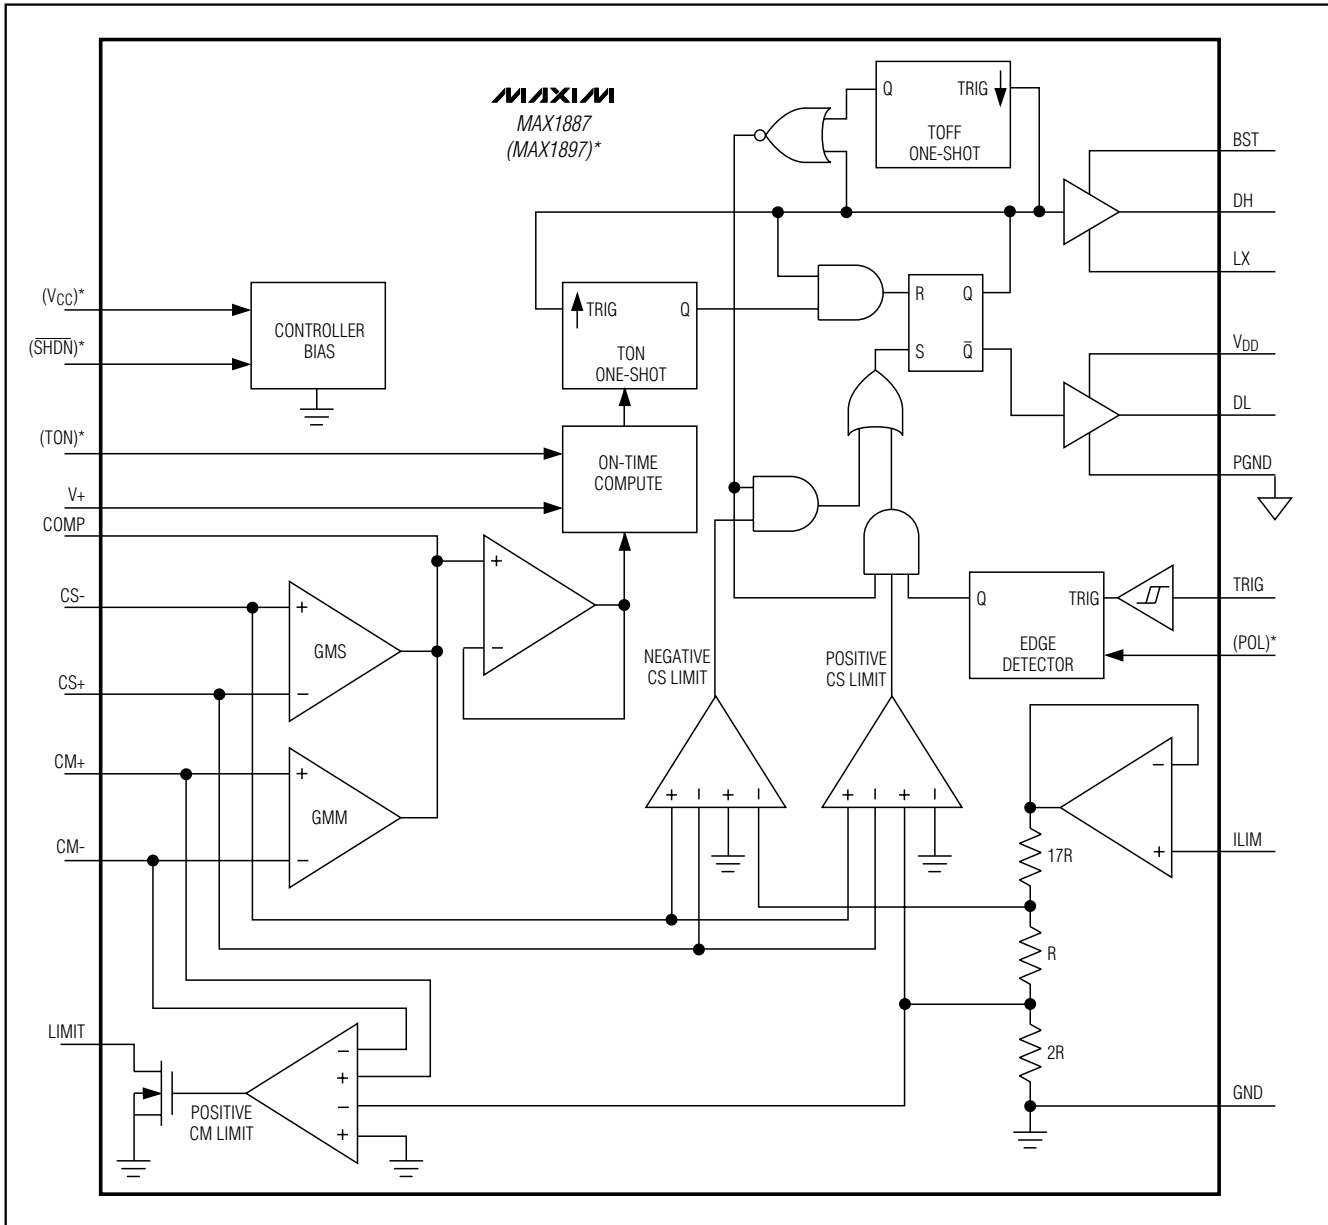 MAXIM
MAX1887
(MAX1897)*
Q
TRIG
TOFF
ONE-SHOT
BST
DH
LX
(VCC)*
(SHDN)*
CONTROLLER
BIAS
TRIG
Q
TON
ONE-SHOT
R
Q
S
Q̅
VDD
DL
PGND
(TON)*
V+
COMP
ON-TIME
COMPUTE
CS-
+
GMS
−
CS+
+
−
NEGATIVE
CS LIMIT
POSITIVE
CS LIMIT
Q
TRIG
EDGE
DETECTOR
TRIG
(POL)*
CM+
+
GMM
−
CM-
+ − + −
+ − + −
−
+
ILIM
17R
R
2R
GND
LIMIT
POSITIVE
CM LIMIT
−
+
−
+